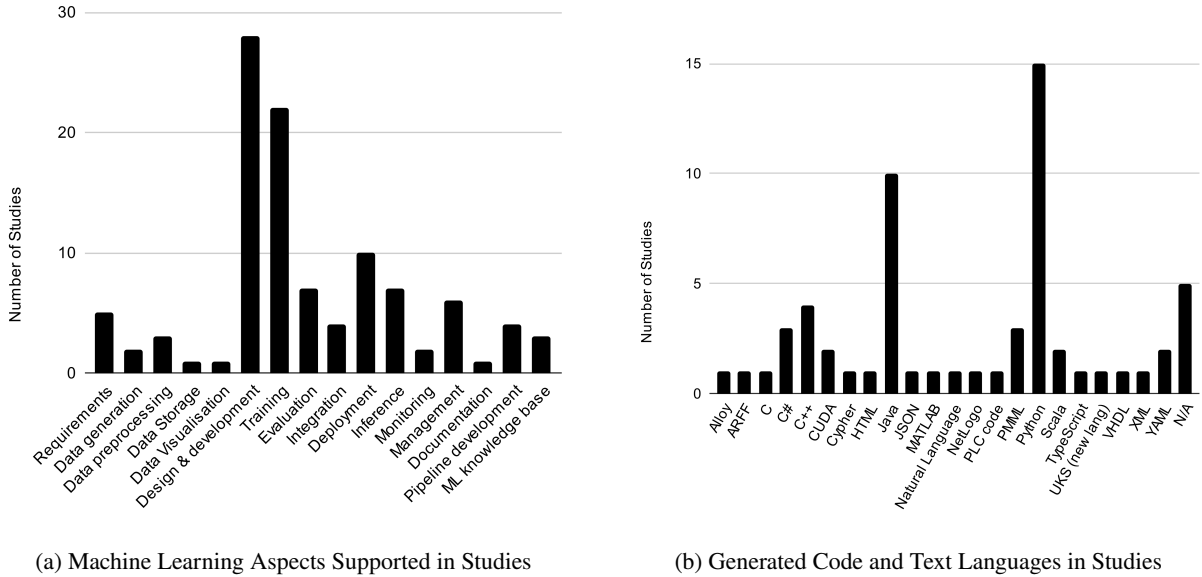 30
20
10
0
Number of Studies
Requirements
Data generation
Data preprocessing
Data Storage
Data Visualisation
Design & development
Training
Evaluation
Integration
Deployment
Inference
Monitoring
Management
Documentation
Pipeline development
ML knowledge base
(a) Machine Learning Aspects Supported in Studies
15
10
5
0
Number of Studies
Alloy
ARFF
C
C#
C++
CUDA
Cypher
HTML
Java
JSON
MATLAB
Natural Language
NetLogo
PLC code
PMML
Python
Scala
TypeScript
UKS (new lang)
VHDL
XML
YAML
N/A
(b) Generated Code and Text Languages in Studies